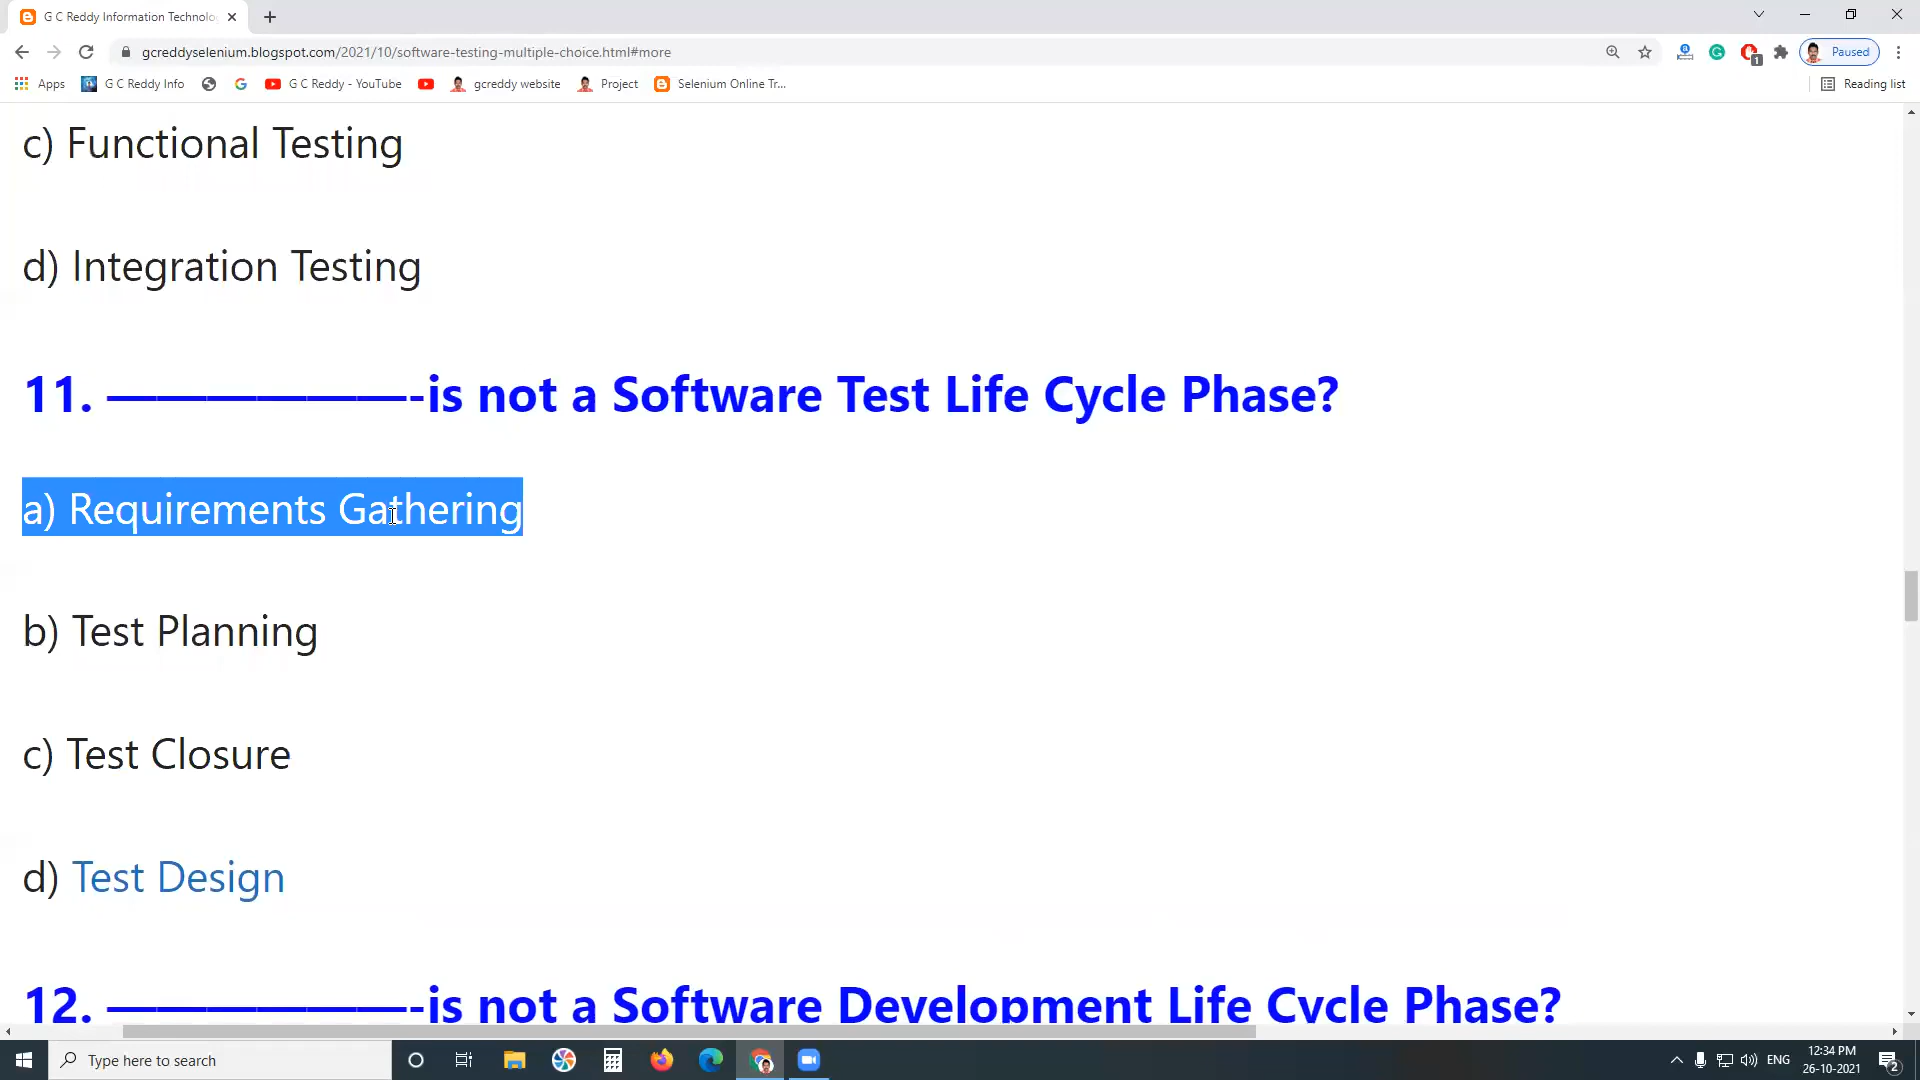 G C Reddy Information Technolo
gcreddyselenium.blogspot.com/2021/10/software-testing-multiple-choice.html#more
1
Paused
Apps
G C Reddy Info
G C Reddy - YouTube
gcreddy website
Project
Selenium Online Tr...
Reading list
c) Functional Testing
d) Integration Testing
11. ——————-is not a Software Test Life Cycle Phase?
a) Requirements Gathering
b) Test Planning
c) Test Closure
d) Test Design
12. ——————-is not a Software Development Life Cycle Phase?
Type here to search
ENG
12:34 PM
26-10-2021
2